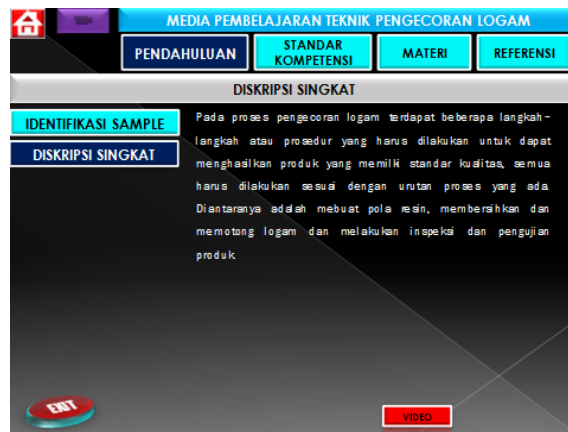 MEDIA PEMBELAJARAN TEKNIK PENGECORAN LOGAM
PENDAHULUAN
STANDAR
KOMPETENSI
MATERI
REFERENSI
DISKRIPSI SINGKAT
IDENTIFIKASI SAMPLE
DISKRIPSI SINGKAT
Pada proses pengecoran logam terdapat beberapa langkah-
langkah atau prosedur yang harus dilakukan untuk dapat
menghasilkan produk yang memiliki standar kualitas, semua
harus dilakukan sesuai dengan urutan proses yang ada.
Diantaranya adalah mebuat pola resin, membersihkan dan
memotong logam dan melakukan inspeksi dan pengujian
produk.
EXIT
VIDEO